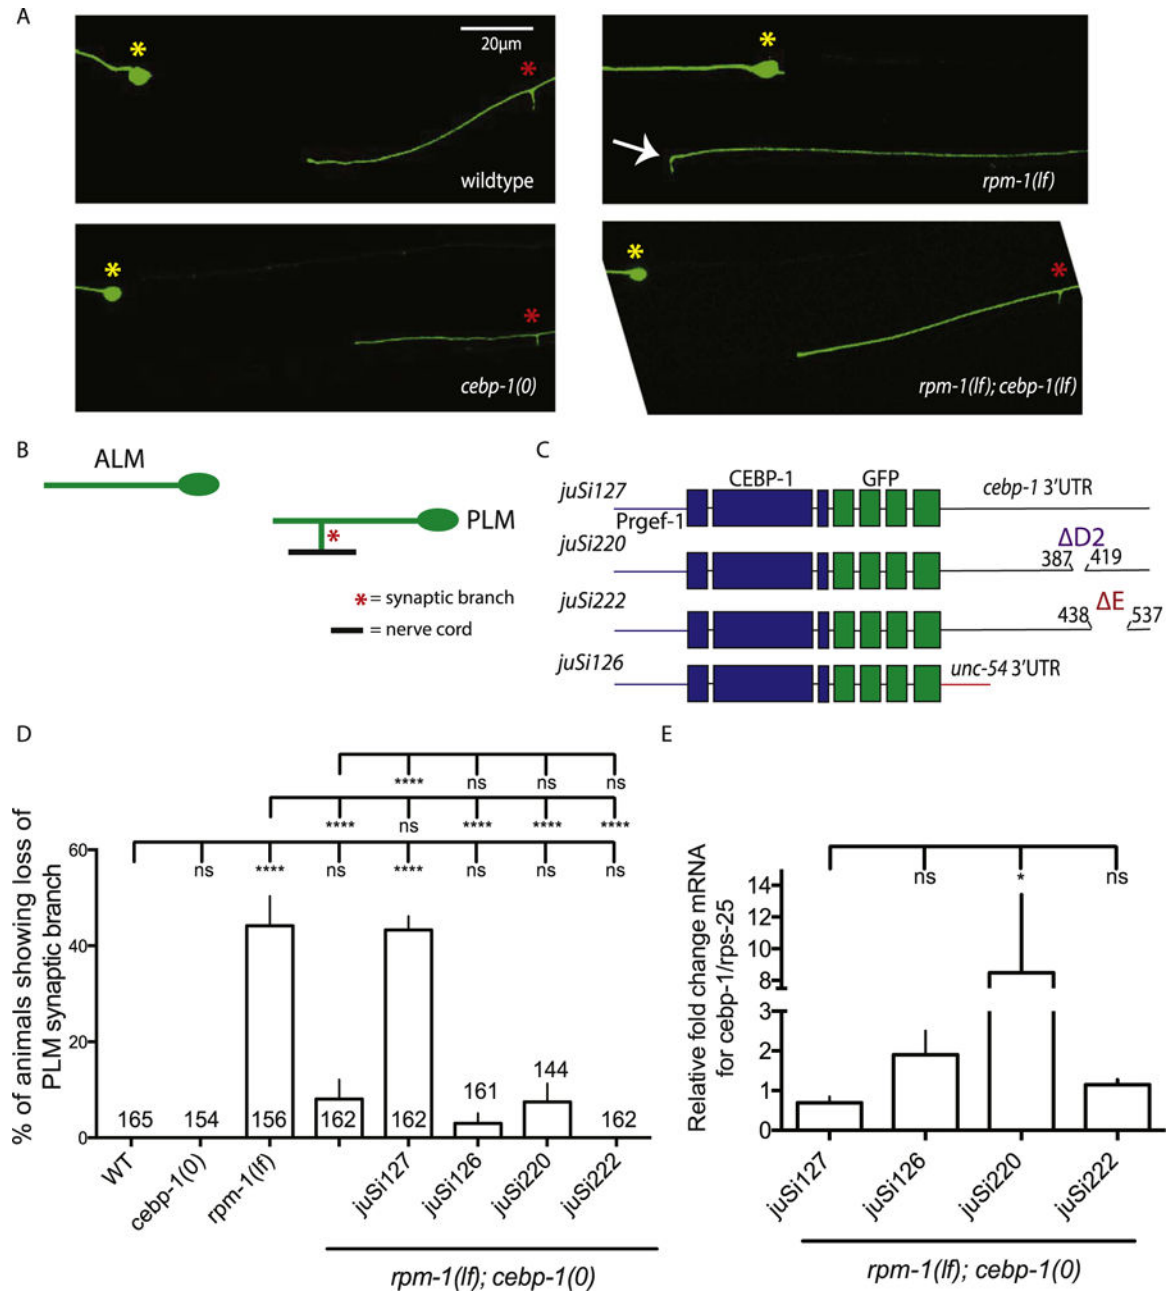 A
*
20µm
*
wildtype
*
rpm-1(lf)
*
*
cebp-1(0)
*
*
rpm-1(lf); cebp-1(lf)
B
ALM
PLM
*
* = synaptic branch
= nerve cord
C
juSi127
CEBP-1
GFP
cebp-1 3'UTR
Prgef-1
juSi220
ΔD2
387
419
juSi222
ΔE
438
537
juSi126
unc-54 3'UTR
D
**** ns ns ns
**** ns **** **** ****
ns **** ns ****
% of animals showing loss of
PLM synaptic branch
60
40
20
0
165
154
156
162
162
161
144
162
WT
cebp-1(0)
rpm-1(lf)
juSi127
juSi126
juSi220
juSi222
rpm-1(lf); cebp-1(0)
E
ns * ns
Relative fold change mRNA
for cebp-1/rps-25
14
12
10
8
3
2
1
0
juSi127
juSi126
juSi220
juSi222
rpm-1(lf); cebp-1(0)